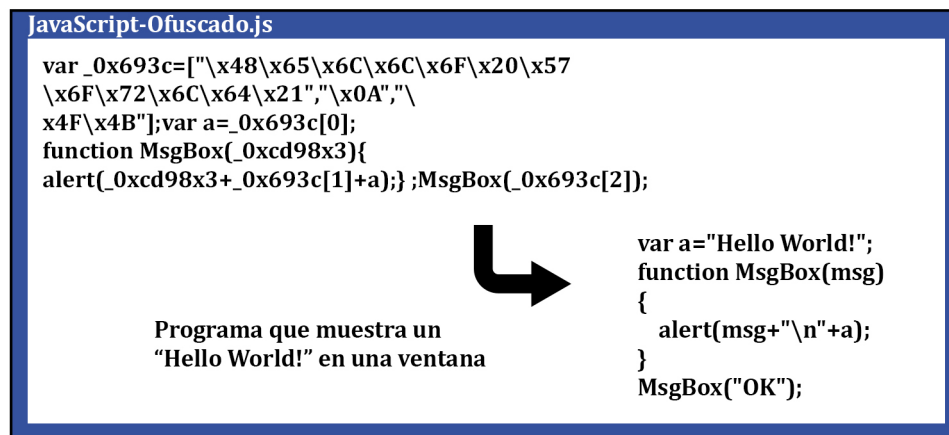 JavaScript-Ofuscado.js
var _0x693c=["\x48\x65\x6C\x6C\x6F\x20\x57
\x6F\x72\x6C\x64\x21","\x0A","\
x4F\x4B"];var a=_0x693c[0];
function MsgBox(_0xcd98x3){
alert(_0xcd98x3+_0x693c[1]+a);} ;MsgBox(_0x693c[2]);
Programa que muestra un
“Hello World!” en una ventana
var a="Hello World!";
function MsgBox(msg)
{
alert(msg+"\n"+a);
}
MsgBox("OK");